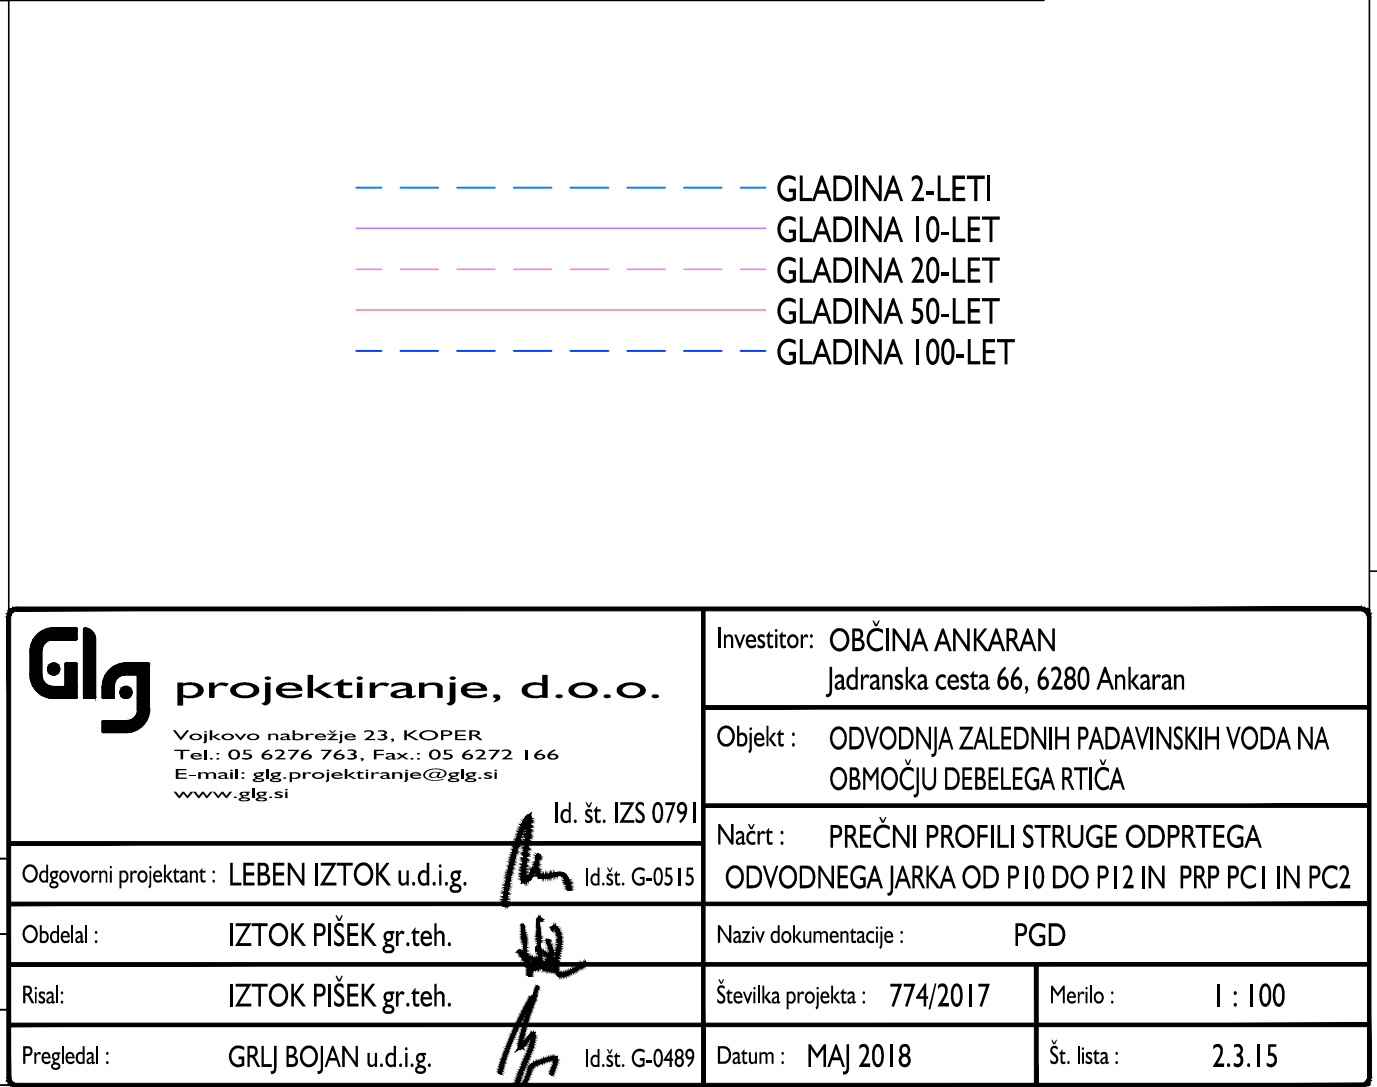 GLADINA 2-LETI
GLADINA 10-LET
GLADINA 20-LET
GLADINA 50-LET
GLADINA 100-LET
Glg projektiranje, d.o.o.
Vojkovo nabrežje 23, KOPER
Tel.: 05 6276 763, Fax.: 05 6272 166
E-mail: glg.projektiranje@glg.si
www.glg.si
Id. št. IZS 0791
Odgovorni projektant : LEBEN IZTOK u.d.i.g. Id.št. G-0515
Obdelal : IZTOK PIŠEK gr.teh.
Risal: IZTOK PIŠEK gr.teh.
Pregledal : GRLJ BOJAN u.d.i.g. Id.št. G-0489
Investitor: OBČINA ANKARAN
Jadranska cesta 66, 6280 Ankaran
Objekt : ODVODNJA ZALEDNIH PADAVINSKIH VODA NA
OBMOČJU DEBELEGA RTIČA
Načrt : PREČNI PROFILI STRUGE ODPRTEGA
ODVODNEGA JARKA OD P10 DO P12 IN PRP PC1 IN PC2
Naziv dokumentacije : PGD
Številka projekta : 774/2017 Merilo : 1 : 100
Datum : MAJ 2018 Št. lista : 2.3.15